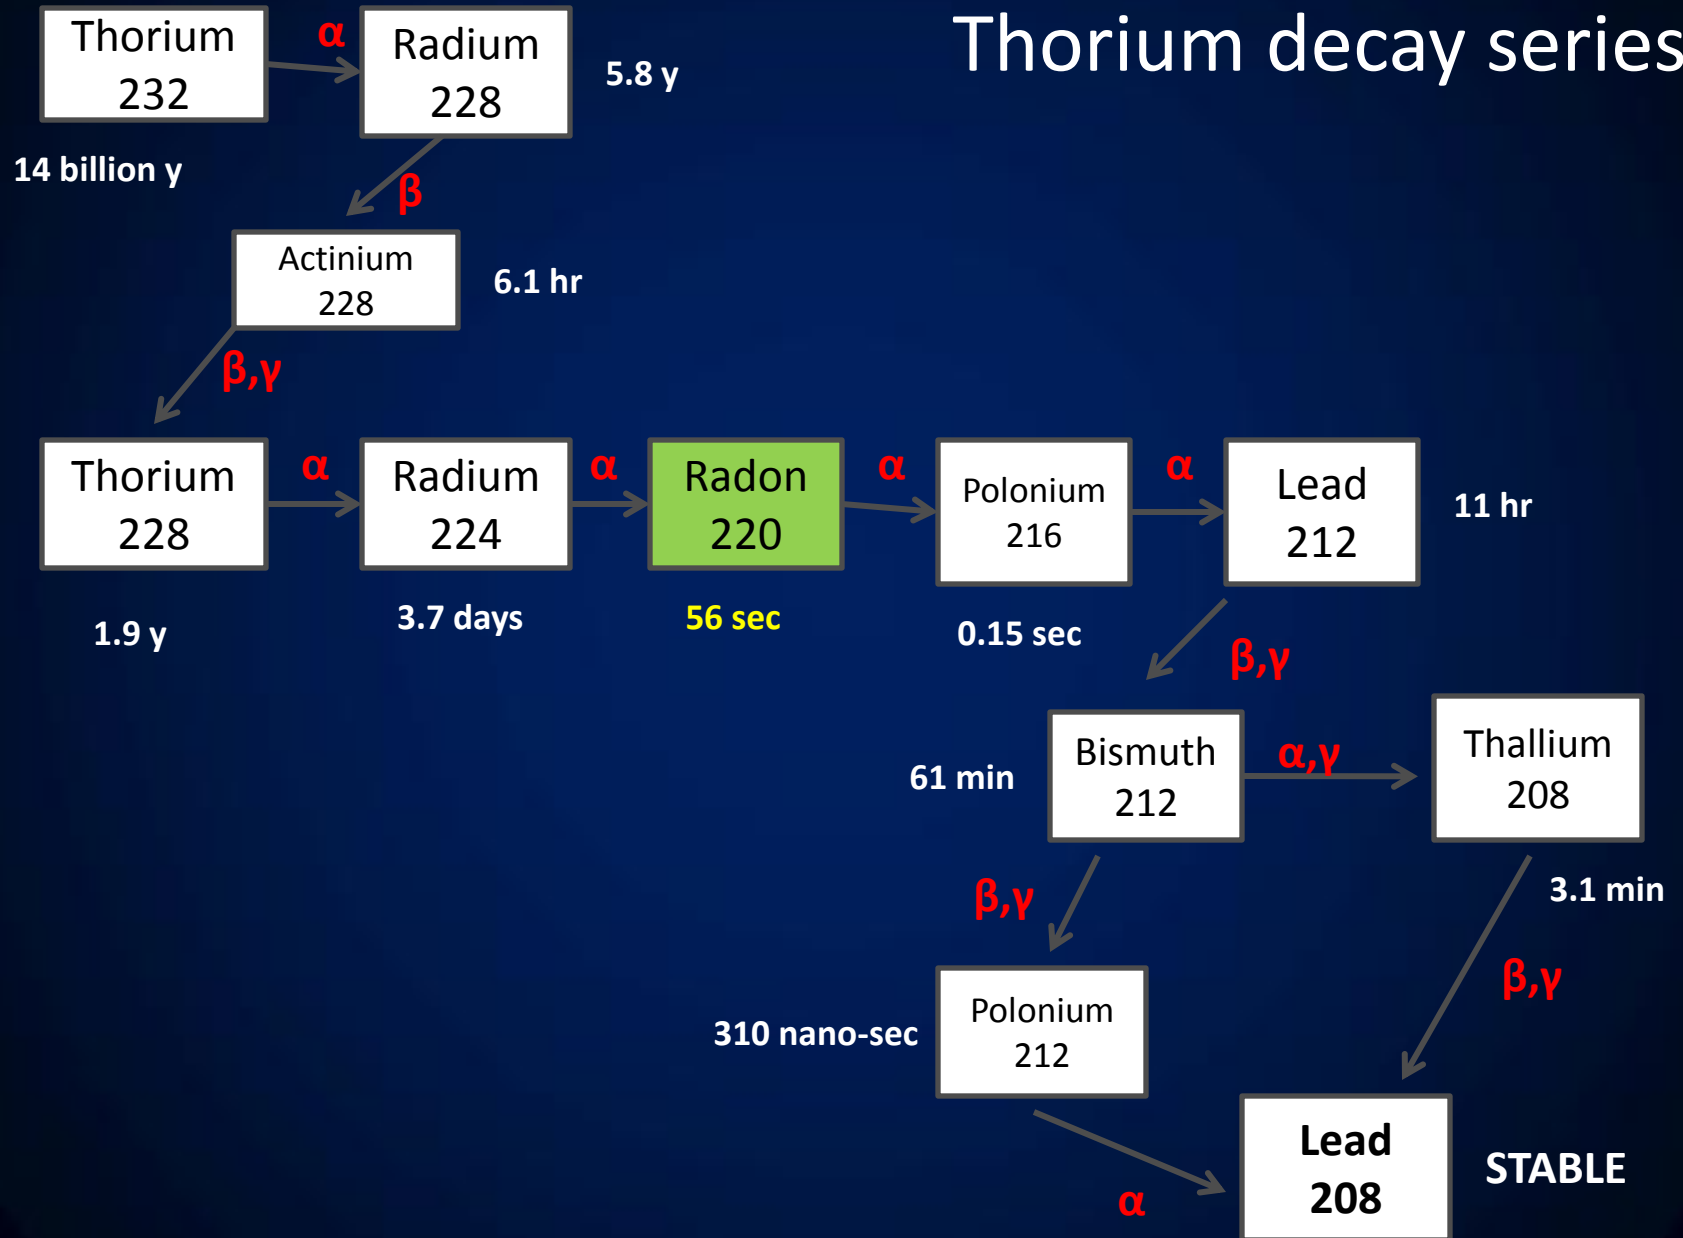 Thorium decay series
Thorium
232
α
Radium
228
5.8 y
14 billion y
β
Actinium
228
6.1 hr
β,γ
Thorium
228
α
Radium
224
α
Radon
220
α
Polonium
216
α
Lead
212
11 hr
1.9 y
3.7 days
56 sec
0.15 sec
β,γ
61 min
Bismuth
212
α,γ
Thallium
208
3.1 min
β,γ
β,γ
310 nano-sec
Polonium
212
α
Lead
208
STABLE